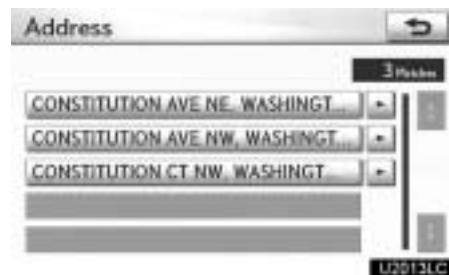 Address
3 Matches
CONSTITUTION AVE NE, WASHINGT...
CONSTITUTION AVE NW, WASHINGT...
CONSTITUTION CT NW, WASHINGT...
U2013LC